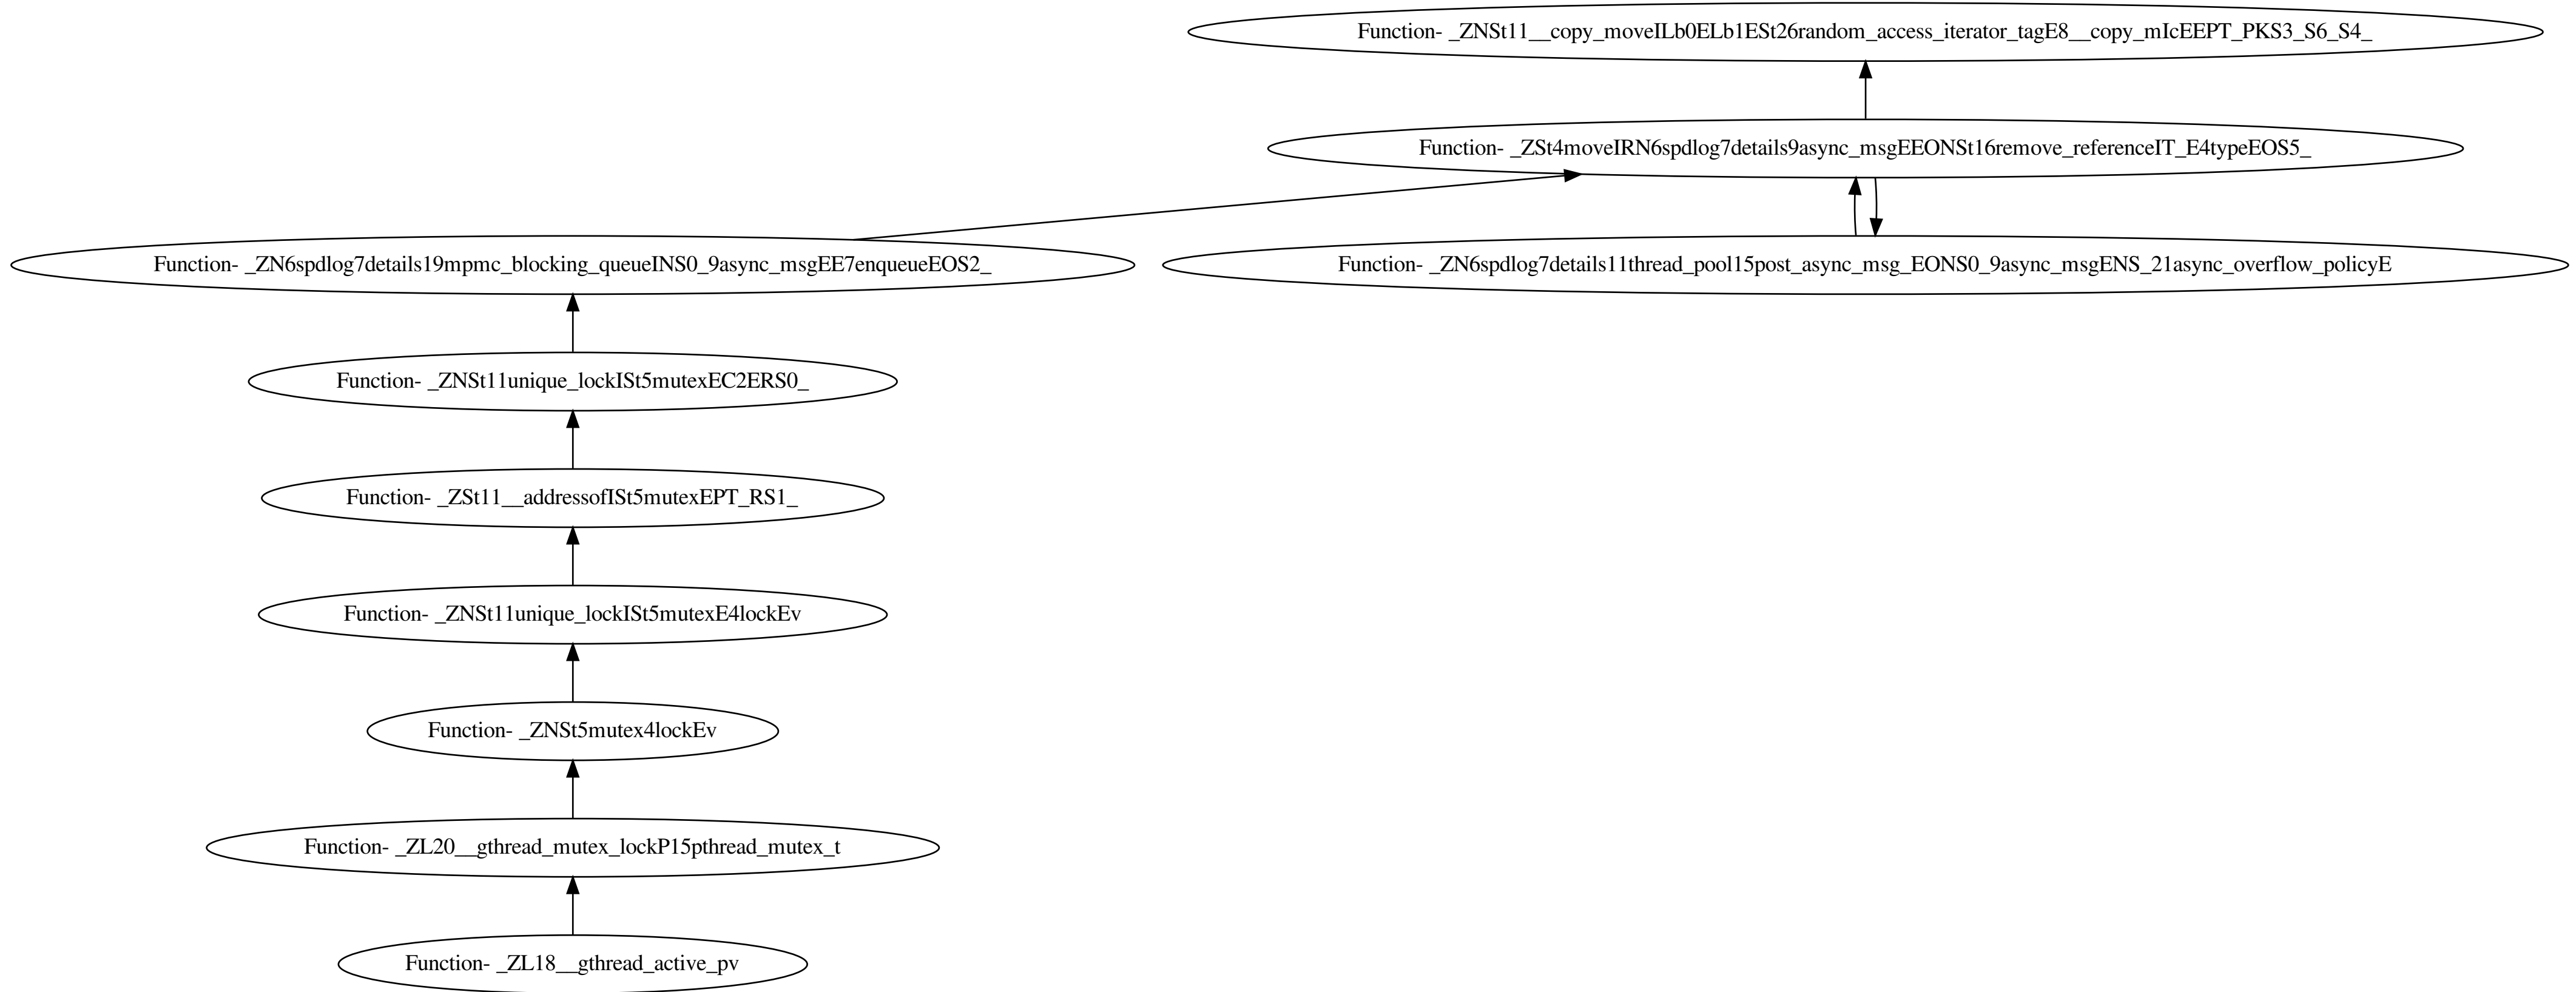 Function- _ZNSt11__copy_moveILb0ELb1ESt26random_access_iterator_tagE8__copy_mIcEEPT_PKS3_S6_S4_
Function- _ZSt4moveIRN6spdlog7details9async_msgEEONSt16remove_referenceIT_E4typeEOS5_
Function- _ZN6spdlog7details19mpmc_blocking_queueINS0_9async_msgEE7enqueueEOS2_
Function- _ZN6spdlog7details11thread_pool15post_async_msg_EONS0_9async_msgENS_21async_overflow_policyE
Function- _ZNSt11unique_lockISt5mutexEC2ERS0_
Function- _ZSt11__addressofISt5mutexEPT_RS1_
Function- _ZNSt11unique_lockISt5mutexE4lockEv
Function- _ZNSt5mutex4lockEv
Function- _ZL20__gthread_mutex_lockP15pthread_mutex_t
Function- _ZL18__gthread_active_pv